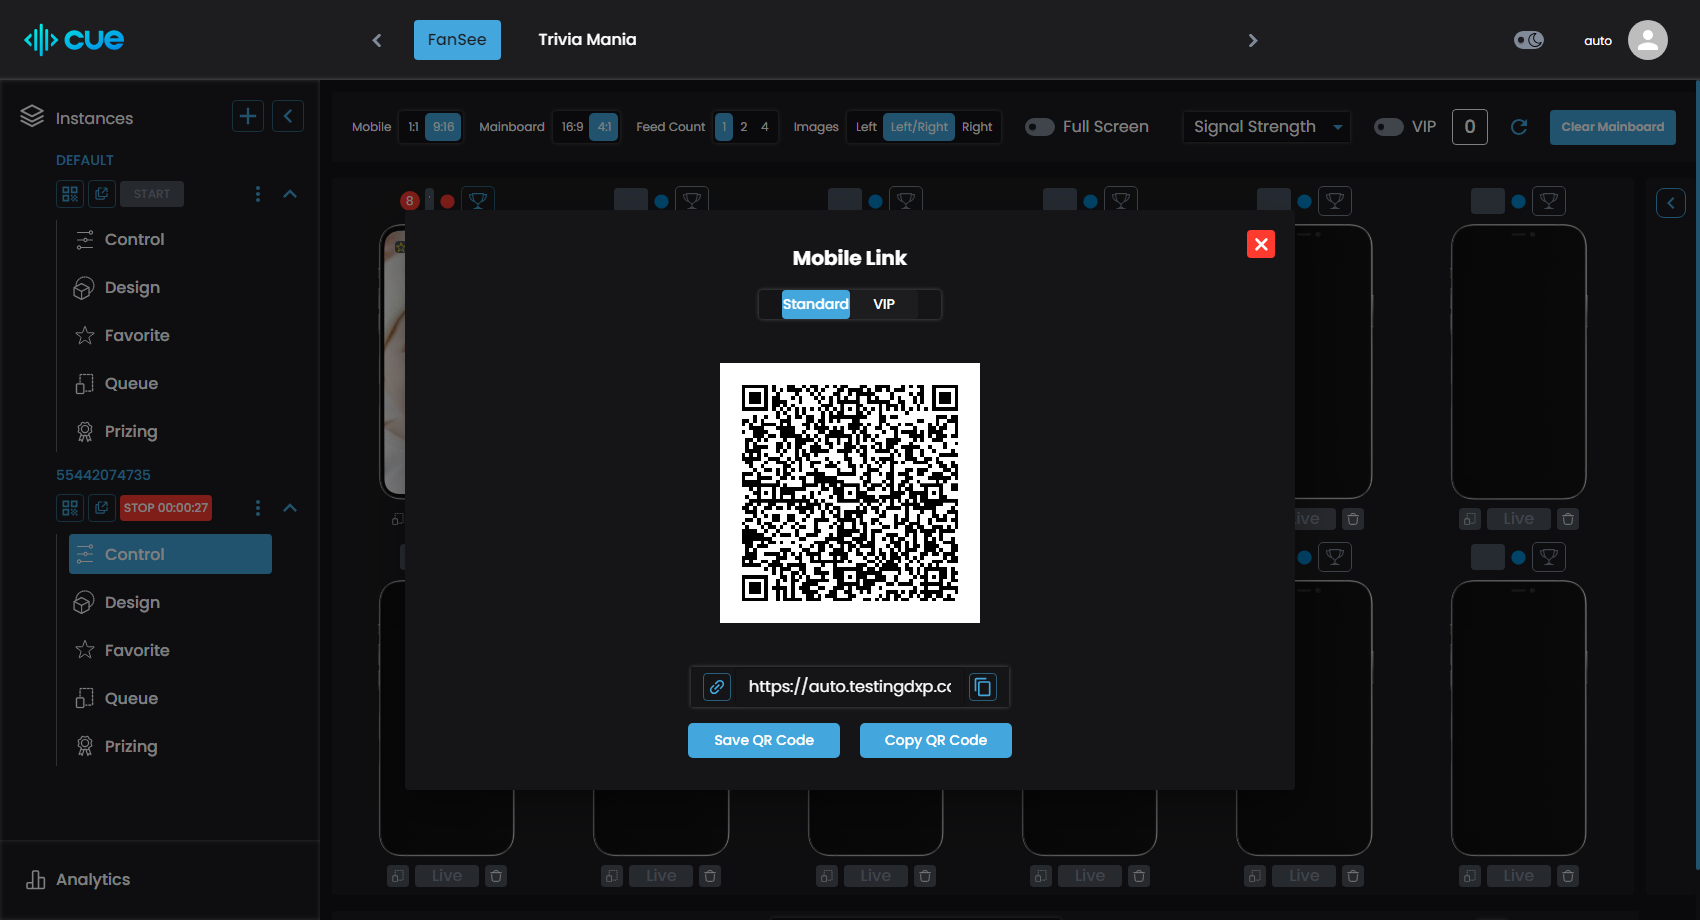 cue
FanSee
Trivia Mania
auto
Instances
Mobile
1:1
9:16
Mainboard
16:9
4:1
Feed Count
1
2
4
Images
Left
Left/Right
Right
Full Screen
Signal Strength
VIP
0
Clear Mainboard
DEFAULT
START
Control
Design
Favorite
Queue
Prizing
55442074735
STOP 00:00:27
Control
Design
Favorite
Queue
Prizing
Analytics
8
Mobile Link
Standard
VIP
https://auto.testingdxp.cc
Save QR Code
Copy QR Code
Live
Live
Live
Live
Live
Live
Live
Live